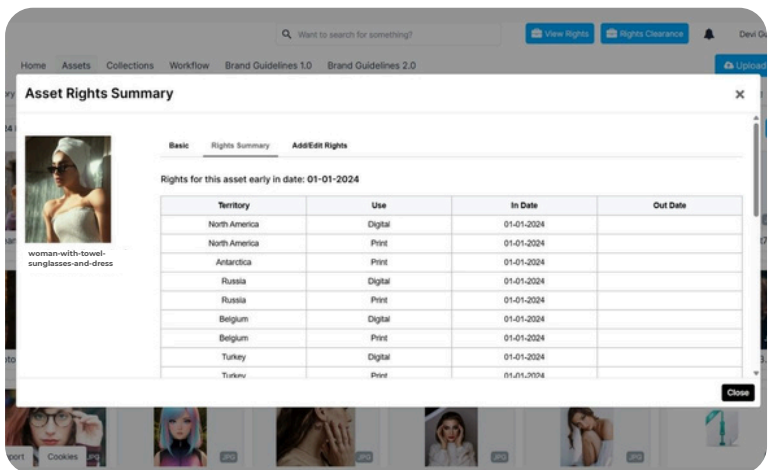 Want to search for something?
View Rights
Rights Clearance
Devi Gu
Home Assets Collections Workflow Brand Guidelines 1.0 Brand Guidelines 2.0
Upload
Asset Rights Summary
×
Basic Rights Summary Add/Edit Rights
Rights for this asset early in date: 01-01-2024
woman-with-towel-
sunglasses-and-dress
Territory Use In Date Out Date
North America Digital 01-01-2024
North America Print 01-01-2024
Antarctica Print 01-01-2024
Russia Digital 01-01-2024
Russia Print 01-01-2024
Belgium Digital 01-01-2024
Belgium Print 01-01-2024
Turkey Digital 01-01-2024
Turkey Print 01-01-2024
Close
port Cookies JPG
JPG
JPG
JPG
JPG